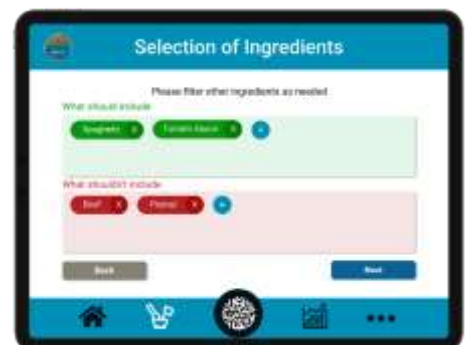 Selection of Ingredients
Please filter other ingredients as needed
What should include
Spaghetti X Tomato Sauce X +
What shouldn't include
Beef X Peanut X +
Back Next